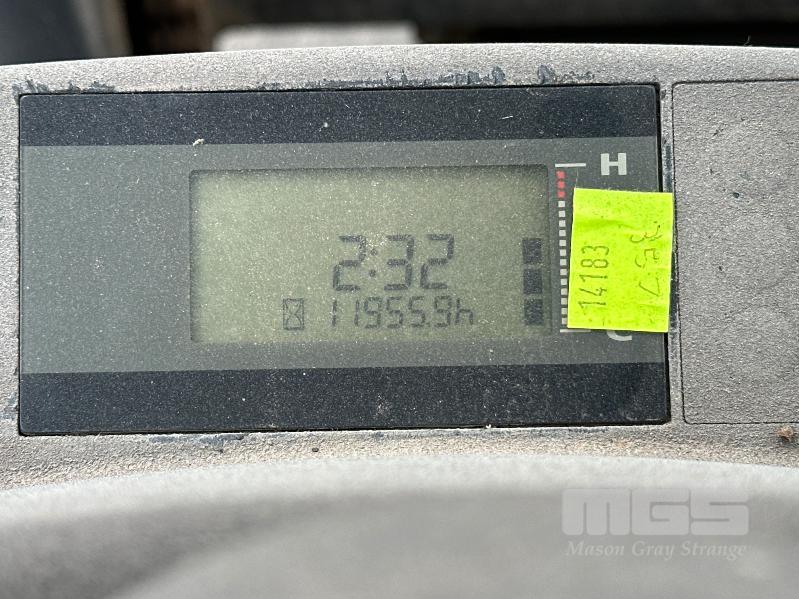 H
2:32
11955.9h
14183
C
MGS
Mason Gray Strange